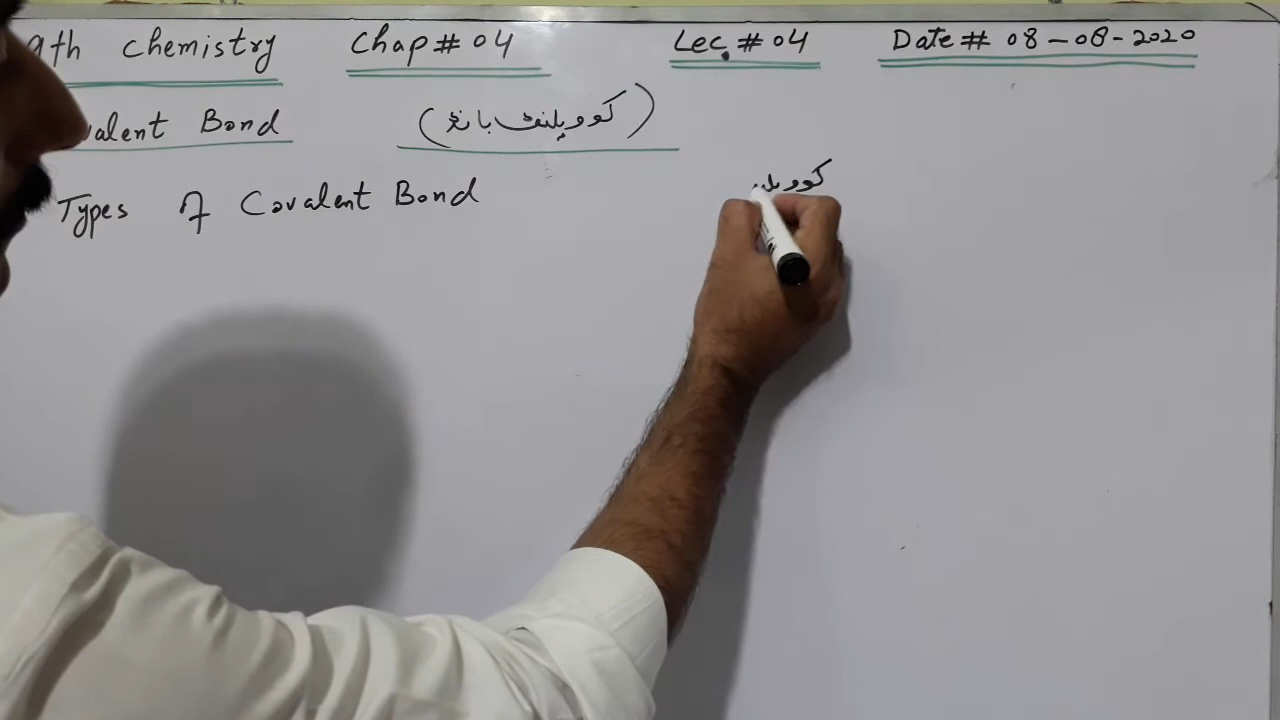 9th Chemistry Chap # 04 Lec. # 04 Date # 08-08-2020
valent Bond (کوویلنٹ بانڈ)
Types of Covalent Bond